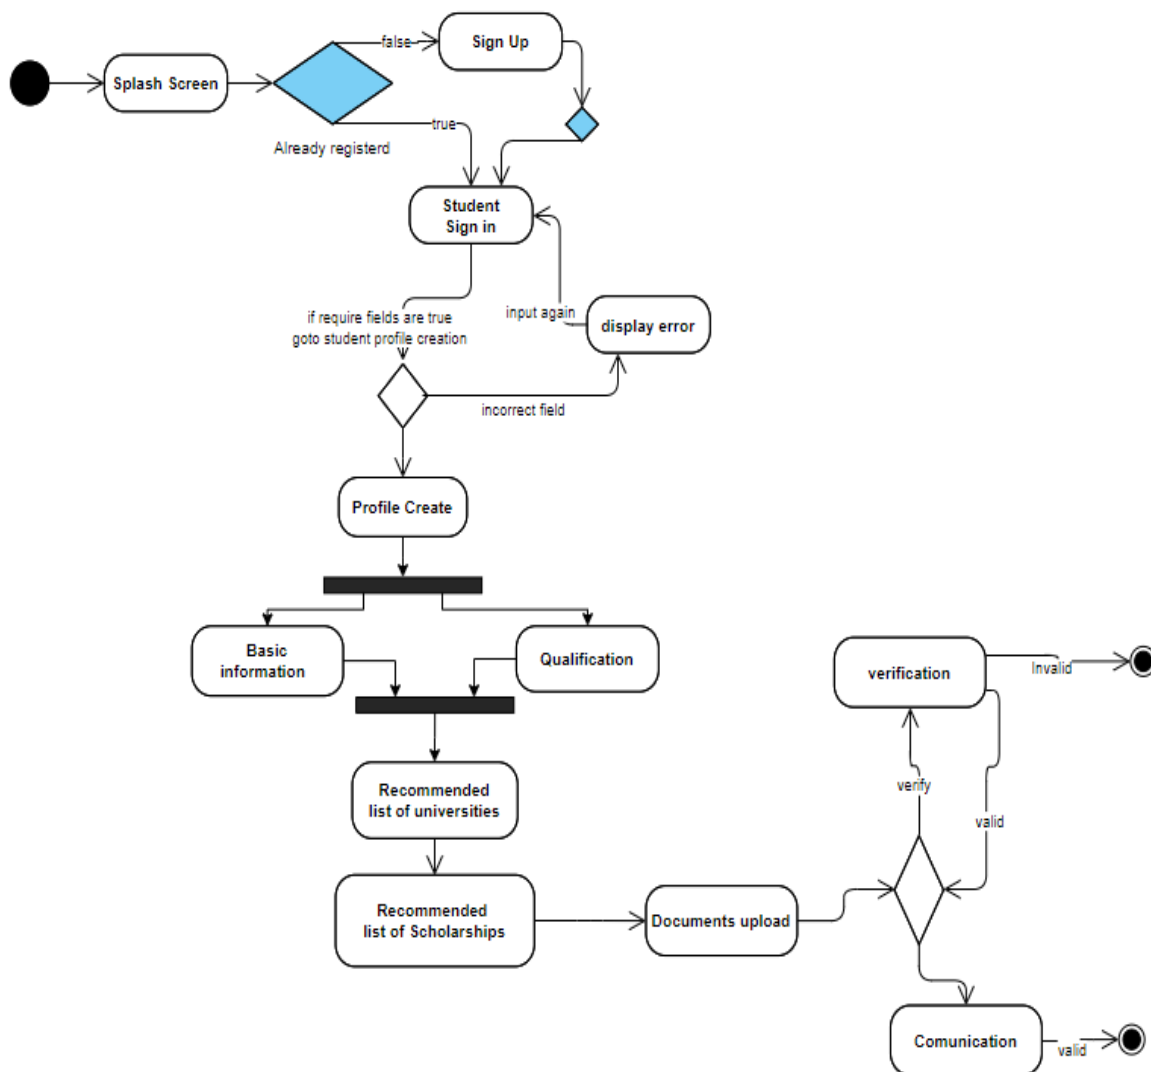 false
Sign Up
Splash Screen
true
Already registerd
Student
Sign in
if require fields are true
goto student profile creation
input again
display error
incorrect field
Profile Create
Basic
information
Qualification
verification
Invalid
Recommended
list of universities
verify
valid
Recommended
list of Scholarships
Documents upload
Comunication
valid